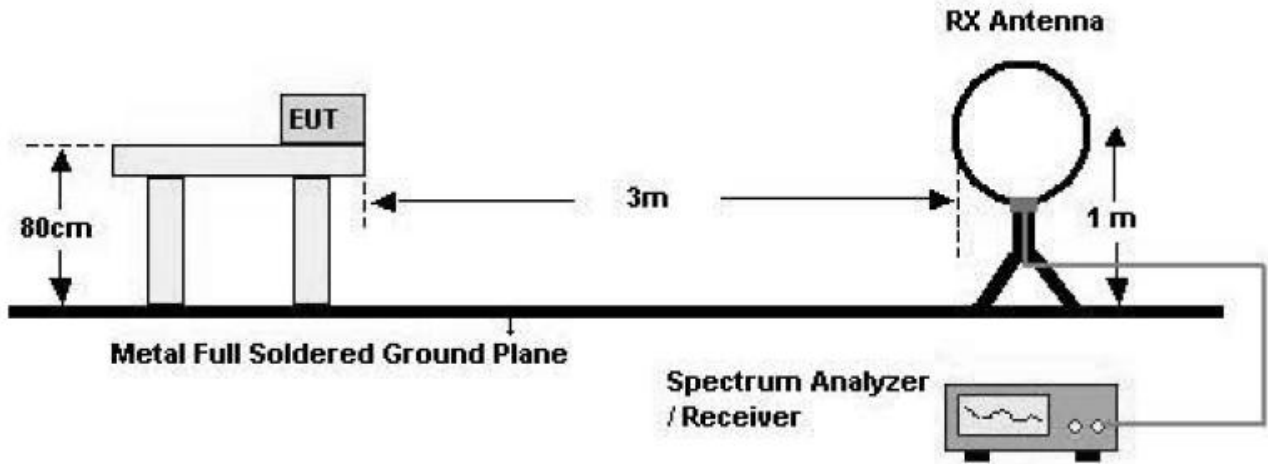 RX Antenna
EUT
80cm
3m
1 m
Metal Full Soldered Ground Plane
Spectrum Analyzer
/ Receiver